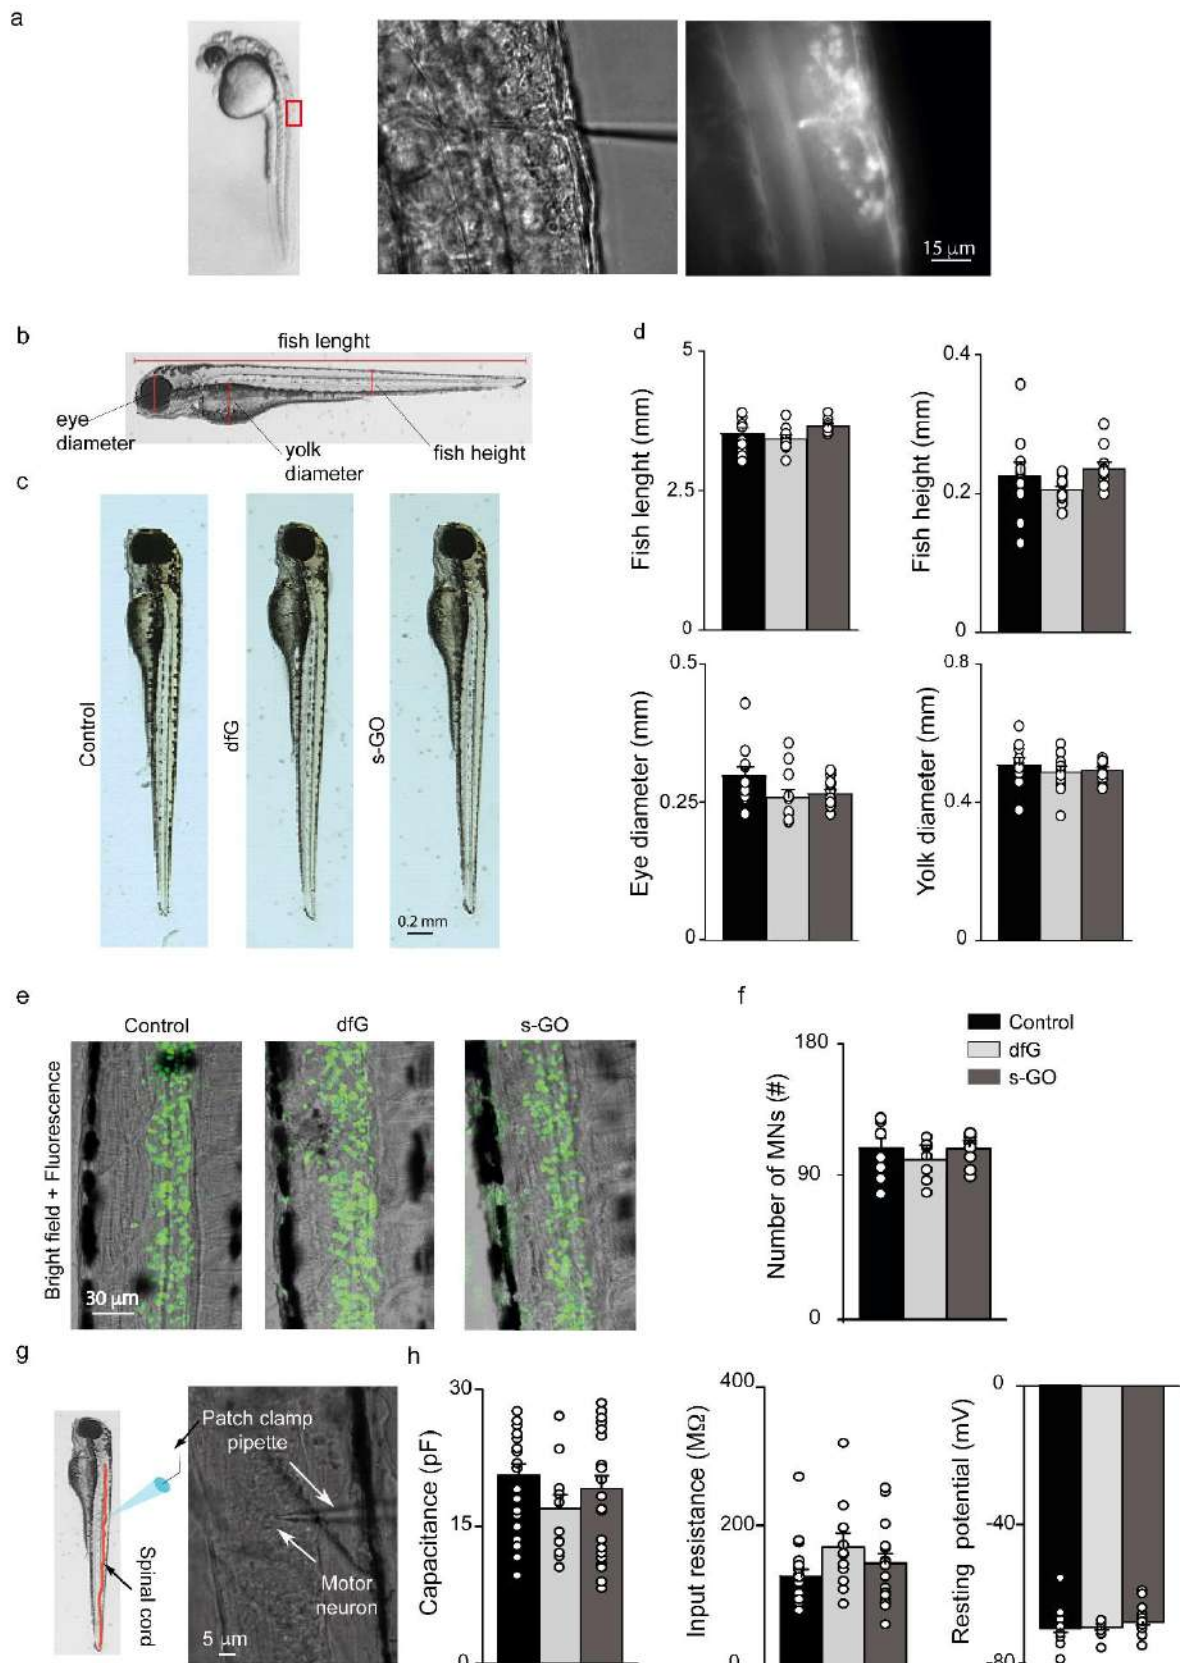 a
15 µm
b
fish lenght
eye
diameter
yolk
diameter
fish height
c
Control
dfG
s-GO
0.2 mm
d
Fish lenght (mm)
5
2.5
0
Fish height (mm)
0.4
0.2
0
Eye diameter (mm)
0.5
0.25
0
Yolk diameter (mm)
0.8
0.4
0
e
Control
dfG
s-GO
Bright field + Fluorescence
30 µm
f
Control
dfG
s-GO
Number of MNs (#)
180
90
0
g
Patch clamp
pipette
Spinal cord
Motor
neuron
5 µm
h
Capacitance (pF)
30
15
0
Input resistance (MΩ)
400
200
0
Resting potential (mV)
0
-40
-80